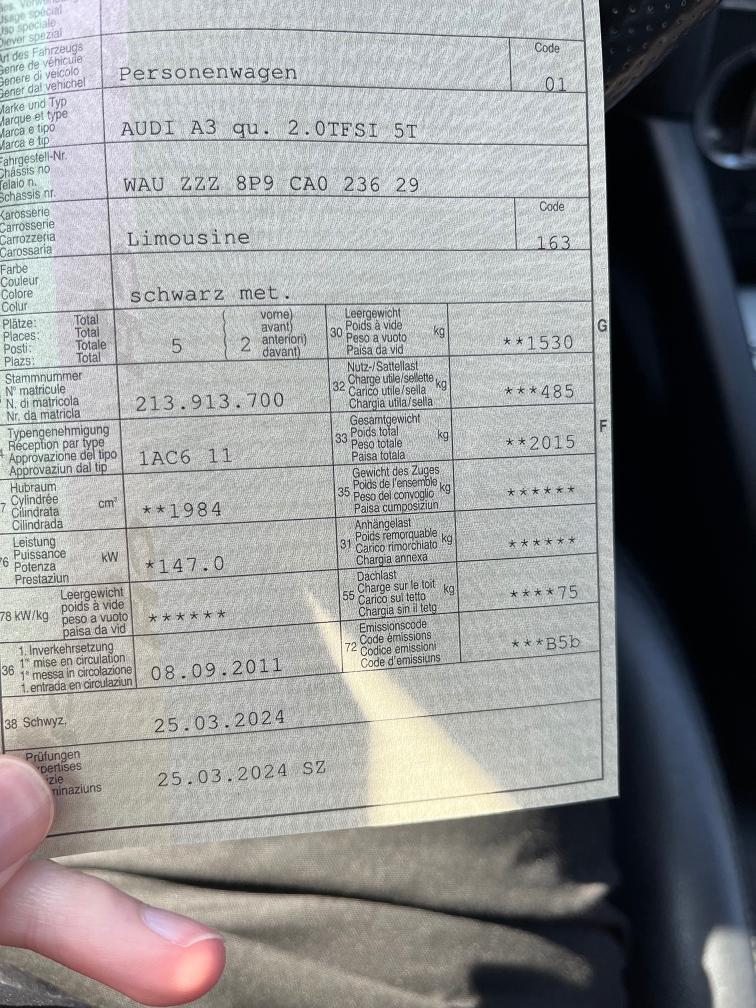 Usage spécial
Uso speciale
Diever spezial
Art des Fahrzeugs
Genre de véhicule
Genere di veicolo
Gener dal vehichel
Personenwagen
Code
01
Marke und Typ
Marque et type
Marca e tipo
Marca e tip
AUDI A3 qu. 2.0TFSI 5T
Fahrgestell-Nr.
Châssis no
Telaio n.
Schassis nr.
WAU ZZZ 8P9 CA0 236 29
Karosserie
Carrosserie
Carrozzeria
Carossaria
Limousine
Code
163
Farbe
Couleur
Colore
Colur
schwarz met.
Plätze: Total
Places: Total
Posti: Totale
Plazs: Total
5
2
vorne)
avant)
anteriori)
davant)
30
Leergewicht
Poids à vide
Peso a vuoto
Paisa da vid
kg
**1530
G
Stammnummer
N° matricule
N. di matricola
Nr. da matricla
213.913.700
32
Nutz-/Sattellast
Charge utile/sellette
Carico utile/sella
Chargia utila/sella
kg
***485
Typengenehmigung
Réception par type
Approvazione del tipo
Approvaziun dal tip
1AC6 11
33
Gesamtgewicht
Poids total
Peso totale
Paisa totala
kg
**2015
F
Hubraum
Cylindrée
Cilindrata
Cilindrada
cm³
**1984
35
Gewicht des Zuges
Poids de l'ensemble
Peso del convoglio
Paisa cumposiziun
kg
******
76
Leistung
Puissance
Potenza
Prestaziun
kW
*147.0
31
Anhängelast
Poids remorquable
Carico rimorchiato
Chargia annexa
kg
******
78 kW/kg
Leergewicht
poids à vide
peso a vuoto
paisa da vid
******
55
Dachlast
Charge sur le toit
Carico sul tetto
Chargia sin il tetg
kg
****75
36
1. Inverkehrsetzung
1re mise en circulation
1a messa in circolazione
1. entrada en circulaziun
08.09.2011
72
Emissionscode
Code émissions
Codice emissioni
Code d'emissiuns
***B5b
38 Schwyz,
25.03.2024
Prüfungen
25.03.2024 SZ